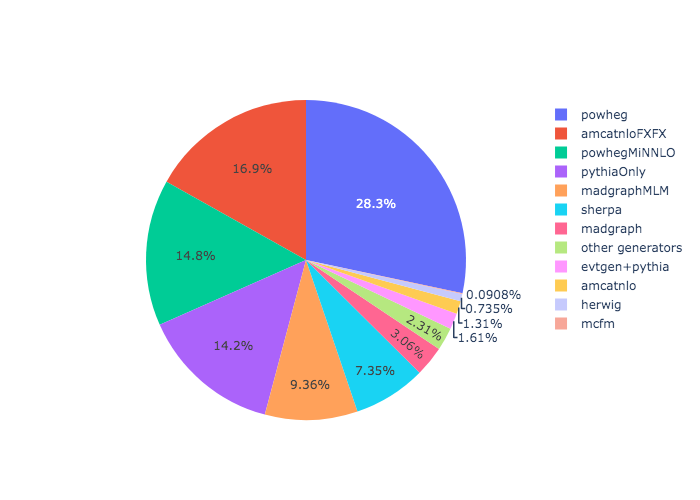 28.3%
16.9%
14.8%
14.2%
9.36%
7.35%
3.06%
2.31%
1.61%
1.31%
0.735%
0.0908%
powheg
amcatnloFXFX
powhegMiNNLO
pythiaOnly
madgraphMLM
sherpa
madgraph
other generators
evtgen+pythia
amcatnlo
herwig
mcfm